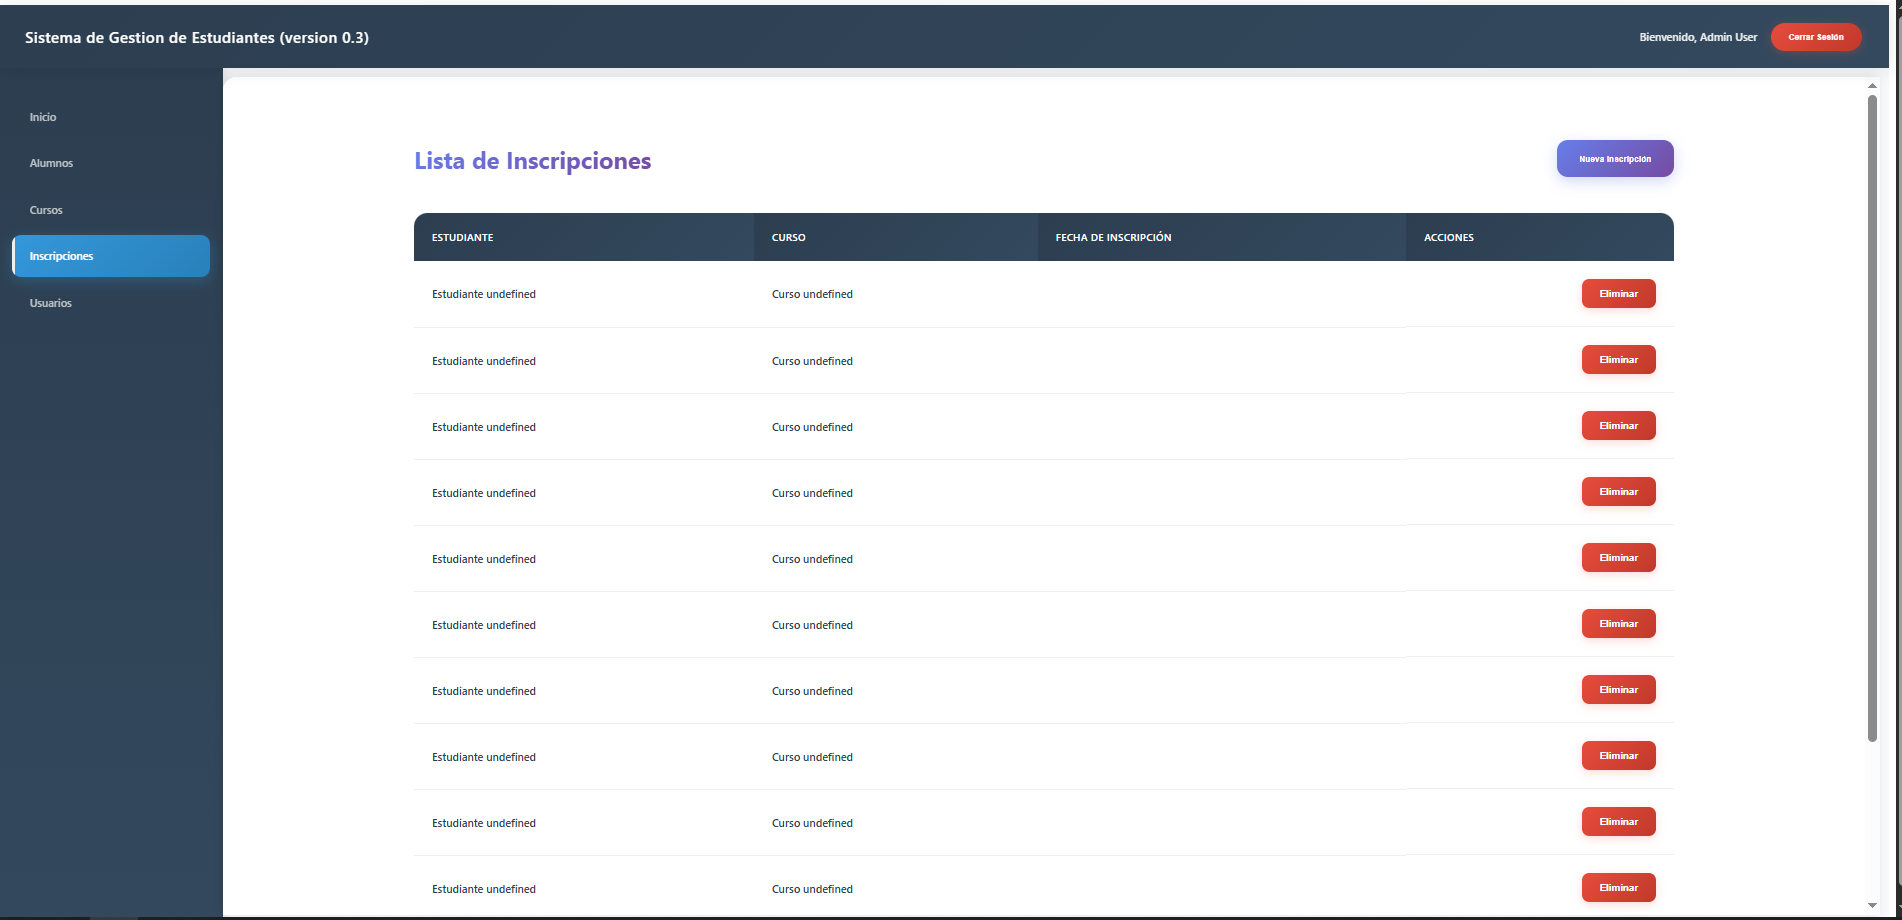 Sistema de Gestion de Estudiantes (version 0.3)
Bienvenido, Admin User
Cerrar Sesión
Inicio
Alumnos
Cursos
Inscripciones
Usuarios
Lista de Inscripciones
Nueva Inscripción
ESTUDIANTE CURSO FECHA DE INSCRIPCIÓN ACCIONES
Estudiante undefined Curso undefined Eliminar
Estudiante undefined Curso undefined Eliminar
Estudiante undefined Curso undefined Eliminar
Estudiante undefined Curso undefined Eliminar
Estudiante undefined Curso undefined Eliminar
Estudiante undefined Curso undefined Eliminar
Estudiante undefined Curso undefined Eliminar
Estudiante undefined Curso undefined Eliminar
Estudiante undefined Curso undefined Eliminar
Estudiante undefined Curso undefined Eliminar